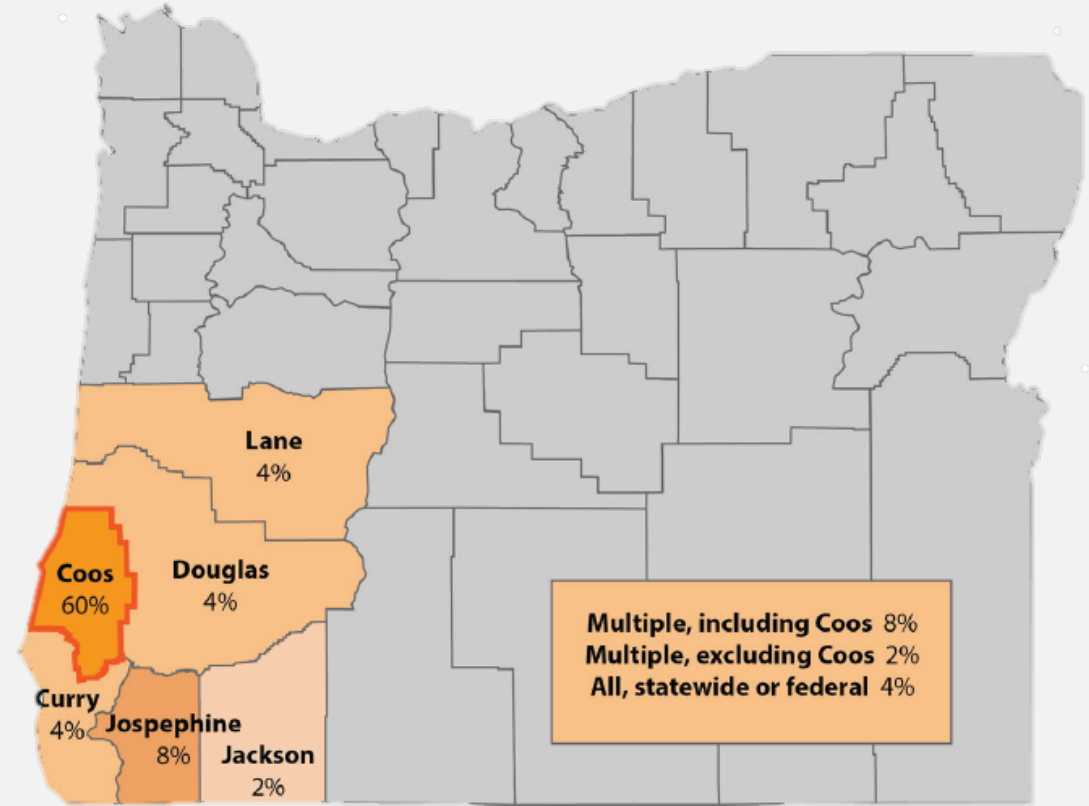 Lane
4%
Coos
60%
Douglas
4%
Multiple, including Coos 8%
Multiple, excluding Coos 2%
All, statewide or federal 4%
Curry
4%
Jospephine
8%
Jackson
2%